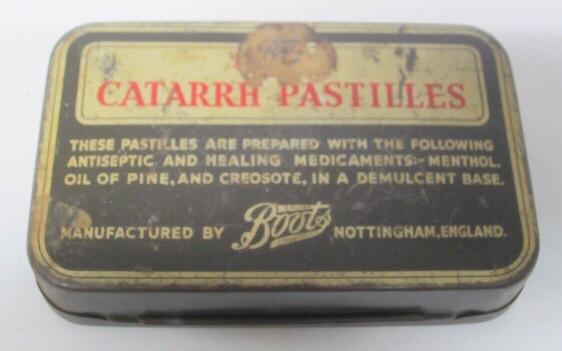 CATARRH PASTILLES
THESE PASTILLES ARE PREPARED WITH THE FOLLOWING
ANTISEPTIC AND HEALING MEDICAMENTS:- MENTHOL.
OIL OF PINE, AND CREOSOTE, IN A DEMULCENT BASE.
MANUFACTURED BY Boots NOTTINGHAM, ENGLAND.